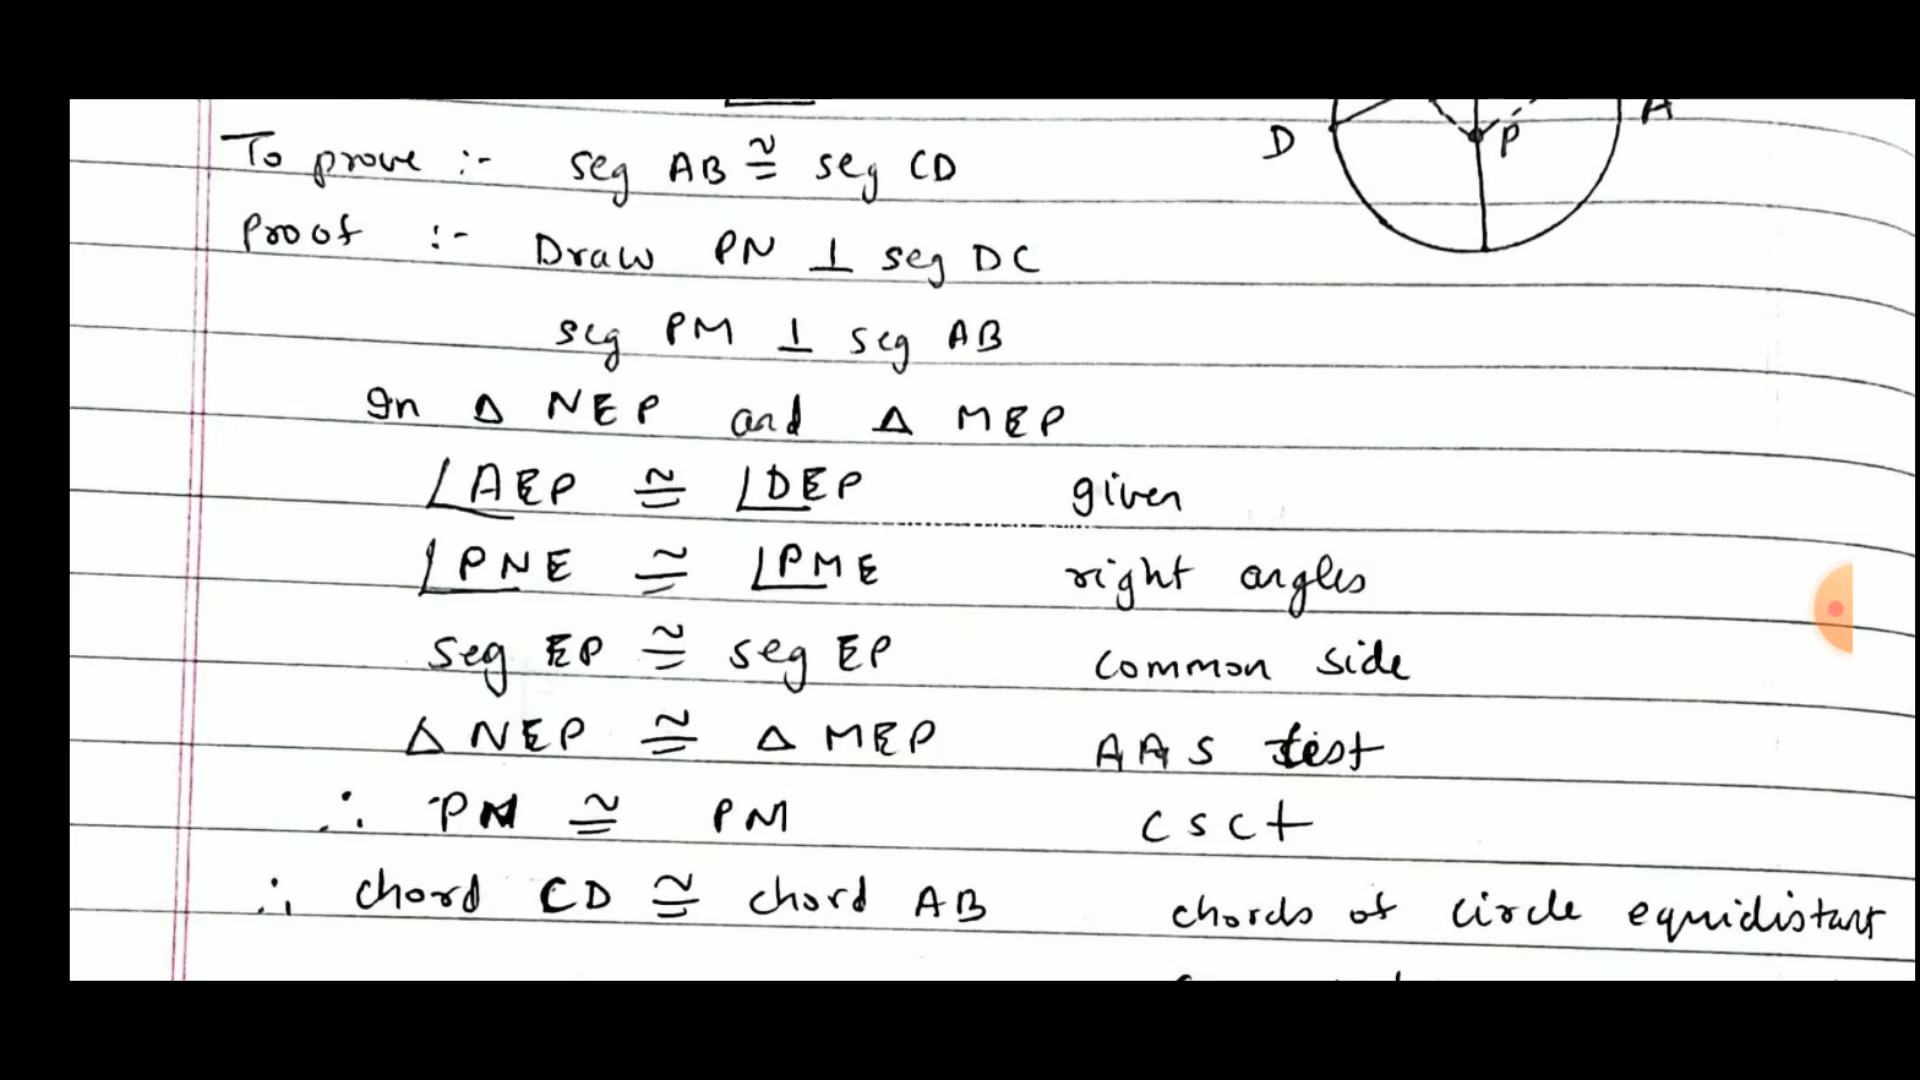 To prove :- seg AB ≅ seg CD
D
P
A
Proof :- Draw PN ⊥ seg DC
seg PM ⊥ seg AB
In Δ NEP and Δ MEP
∠AEP ≅ ∠DEP given
∠PNE ≅ ∠PME right angles
seg EP ≅ seg EP common side
Δ NEP ≅ Δ MEP AAS test
∴ PN ≅ PM csct
∴ chord CD ≅ chord AB chords of circle equidistant